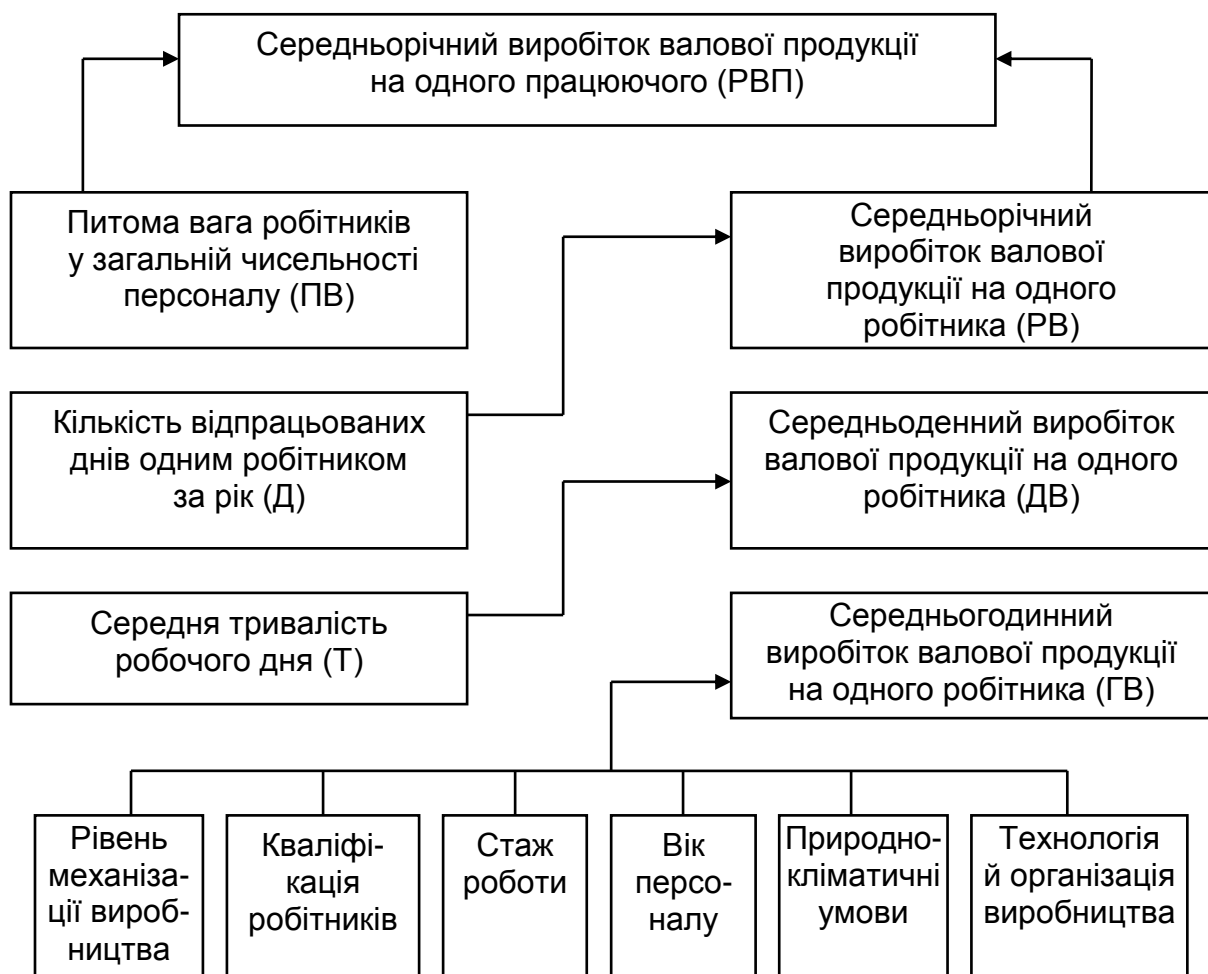 Середньорічний виробіток валової продукції
на одного працюючого (РВП)
Питома вага робітників
у загальній чисельності
персоналу (ПВ)
Середньорічний
виробіток валової
продукції на одного
робітника (РВ)
Кількість відпрацьованих
днів одним робітником
за рік (Д)
Середньоденний виробіток
валової продукції на одного
робітника (ДВ)
Середня тривалість
робочого дня (Т)
Середньогодинний
виробіток валової продукції
на одного робітника (ГВ)
Рівень
механіза-
ції вироб-
ництва
Кваліфі-
кація
робітників
Стаж
роботи
Вік
персо-
налу
Природно-
кліматичні
умови
Технологія
й організація
виробництва